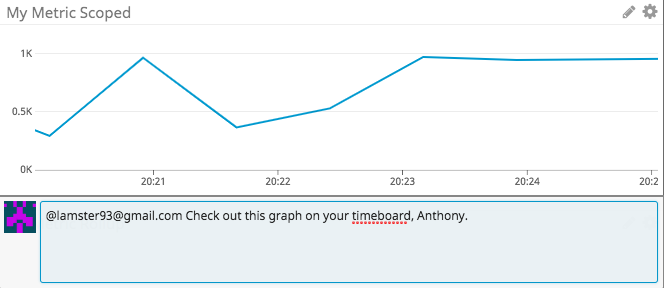 My Metric Scoped
1K
0.5K
0K
20:21
20:22
20:23
20:24
20:2
@lamster93@gmail.com Check out this graph on your timeboard, Anthony.